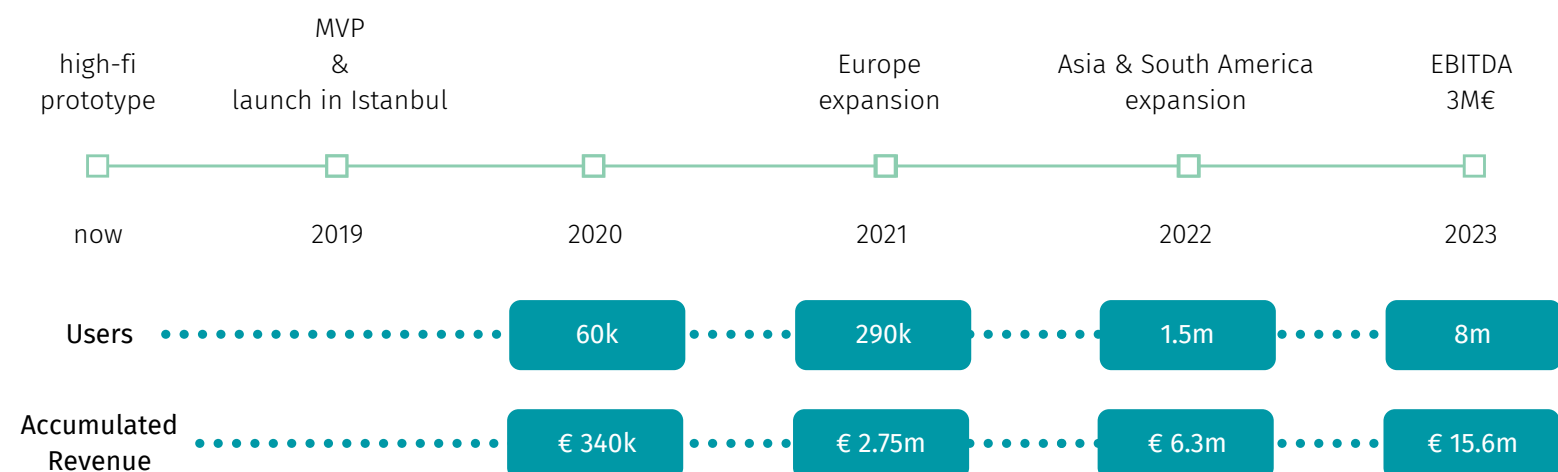 high-fi
prototype
MVP
&
launch in Istanbul
Europe
expansion
Asia & South America
expansion
EBITDA
3M€
now
2019
2020
2021
2022
2023
Users
60k
290k
1.5m
8m
Accumulated
Revenue
€ 340k
€ 2.75m
€ 6.3m
€ 15.6m